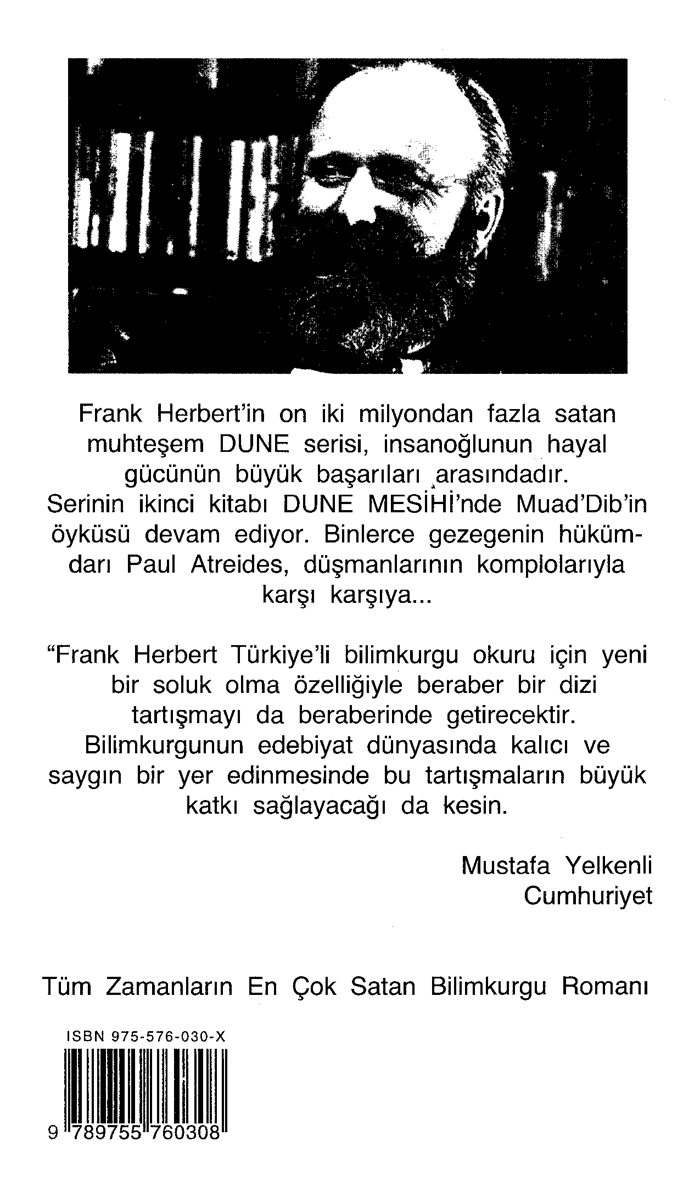 Frank Herbert'in on iki milyondan fazla satan
muhteşem DUNE serisi, insanoğlunun hayal
gücünün büyük başarıları arasındadır.
Serinin ikinci kitabı DUNE MESİHİ'nde Muad'Dib'in
öyküsü devam ediyor. Binlerce gezegenin hüküm-
darı Paul Atreides, düşmanlarının komplolarıyla
karşı karşıya...
“Frank Herbert Türkiye'li bilimkurgu okuru için yeni
bir soluk olma özelliğiyle beraber bir dizi
tartışmayı da beraberinde getirecektir.
Bilimkurgunun edebiyat dünyasında kalıcı ve
saygın bir yer edinmesinde bu tartışmaların büyük
katkı sağlayacağı da kesin.
Mustafa Yelkenli
Cumhuriyet
Tüm Zamanların En Çok Satan Bilimkurgu Romanı
ISBN 975-576-030-X
9 789755 760308